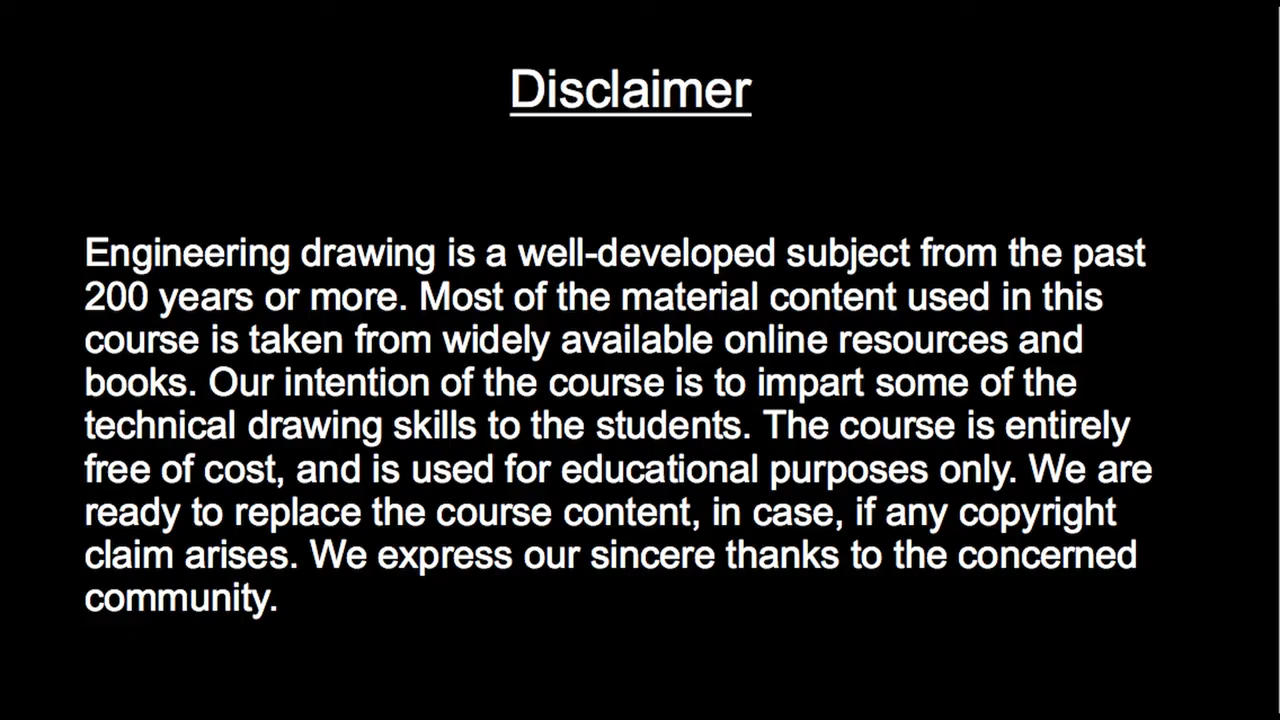 Disclaimer
Engineering drawing is a well-developed subject from the past
200 years or more. Most of the material content used in this
course is taken from widely available online resources and
books. Our intention of the course is to impart some of the
technical drawing skills to the students. The course is entirely
free of cost, and is used for educational purposes only. We are
ready to replace the course content, in case, if any copyright
claim arises. We express our sincere thanks to the concerned
community.